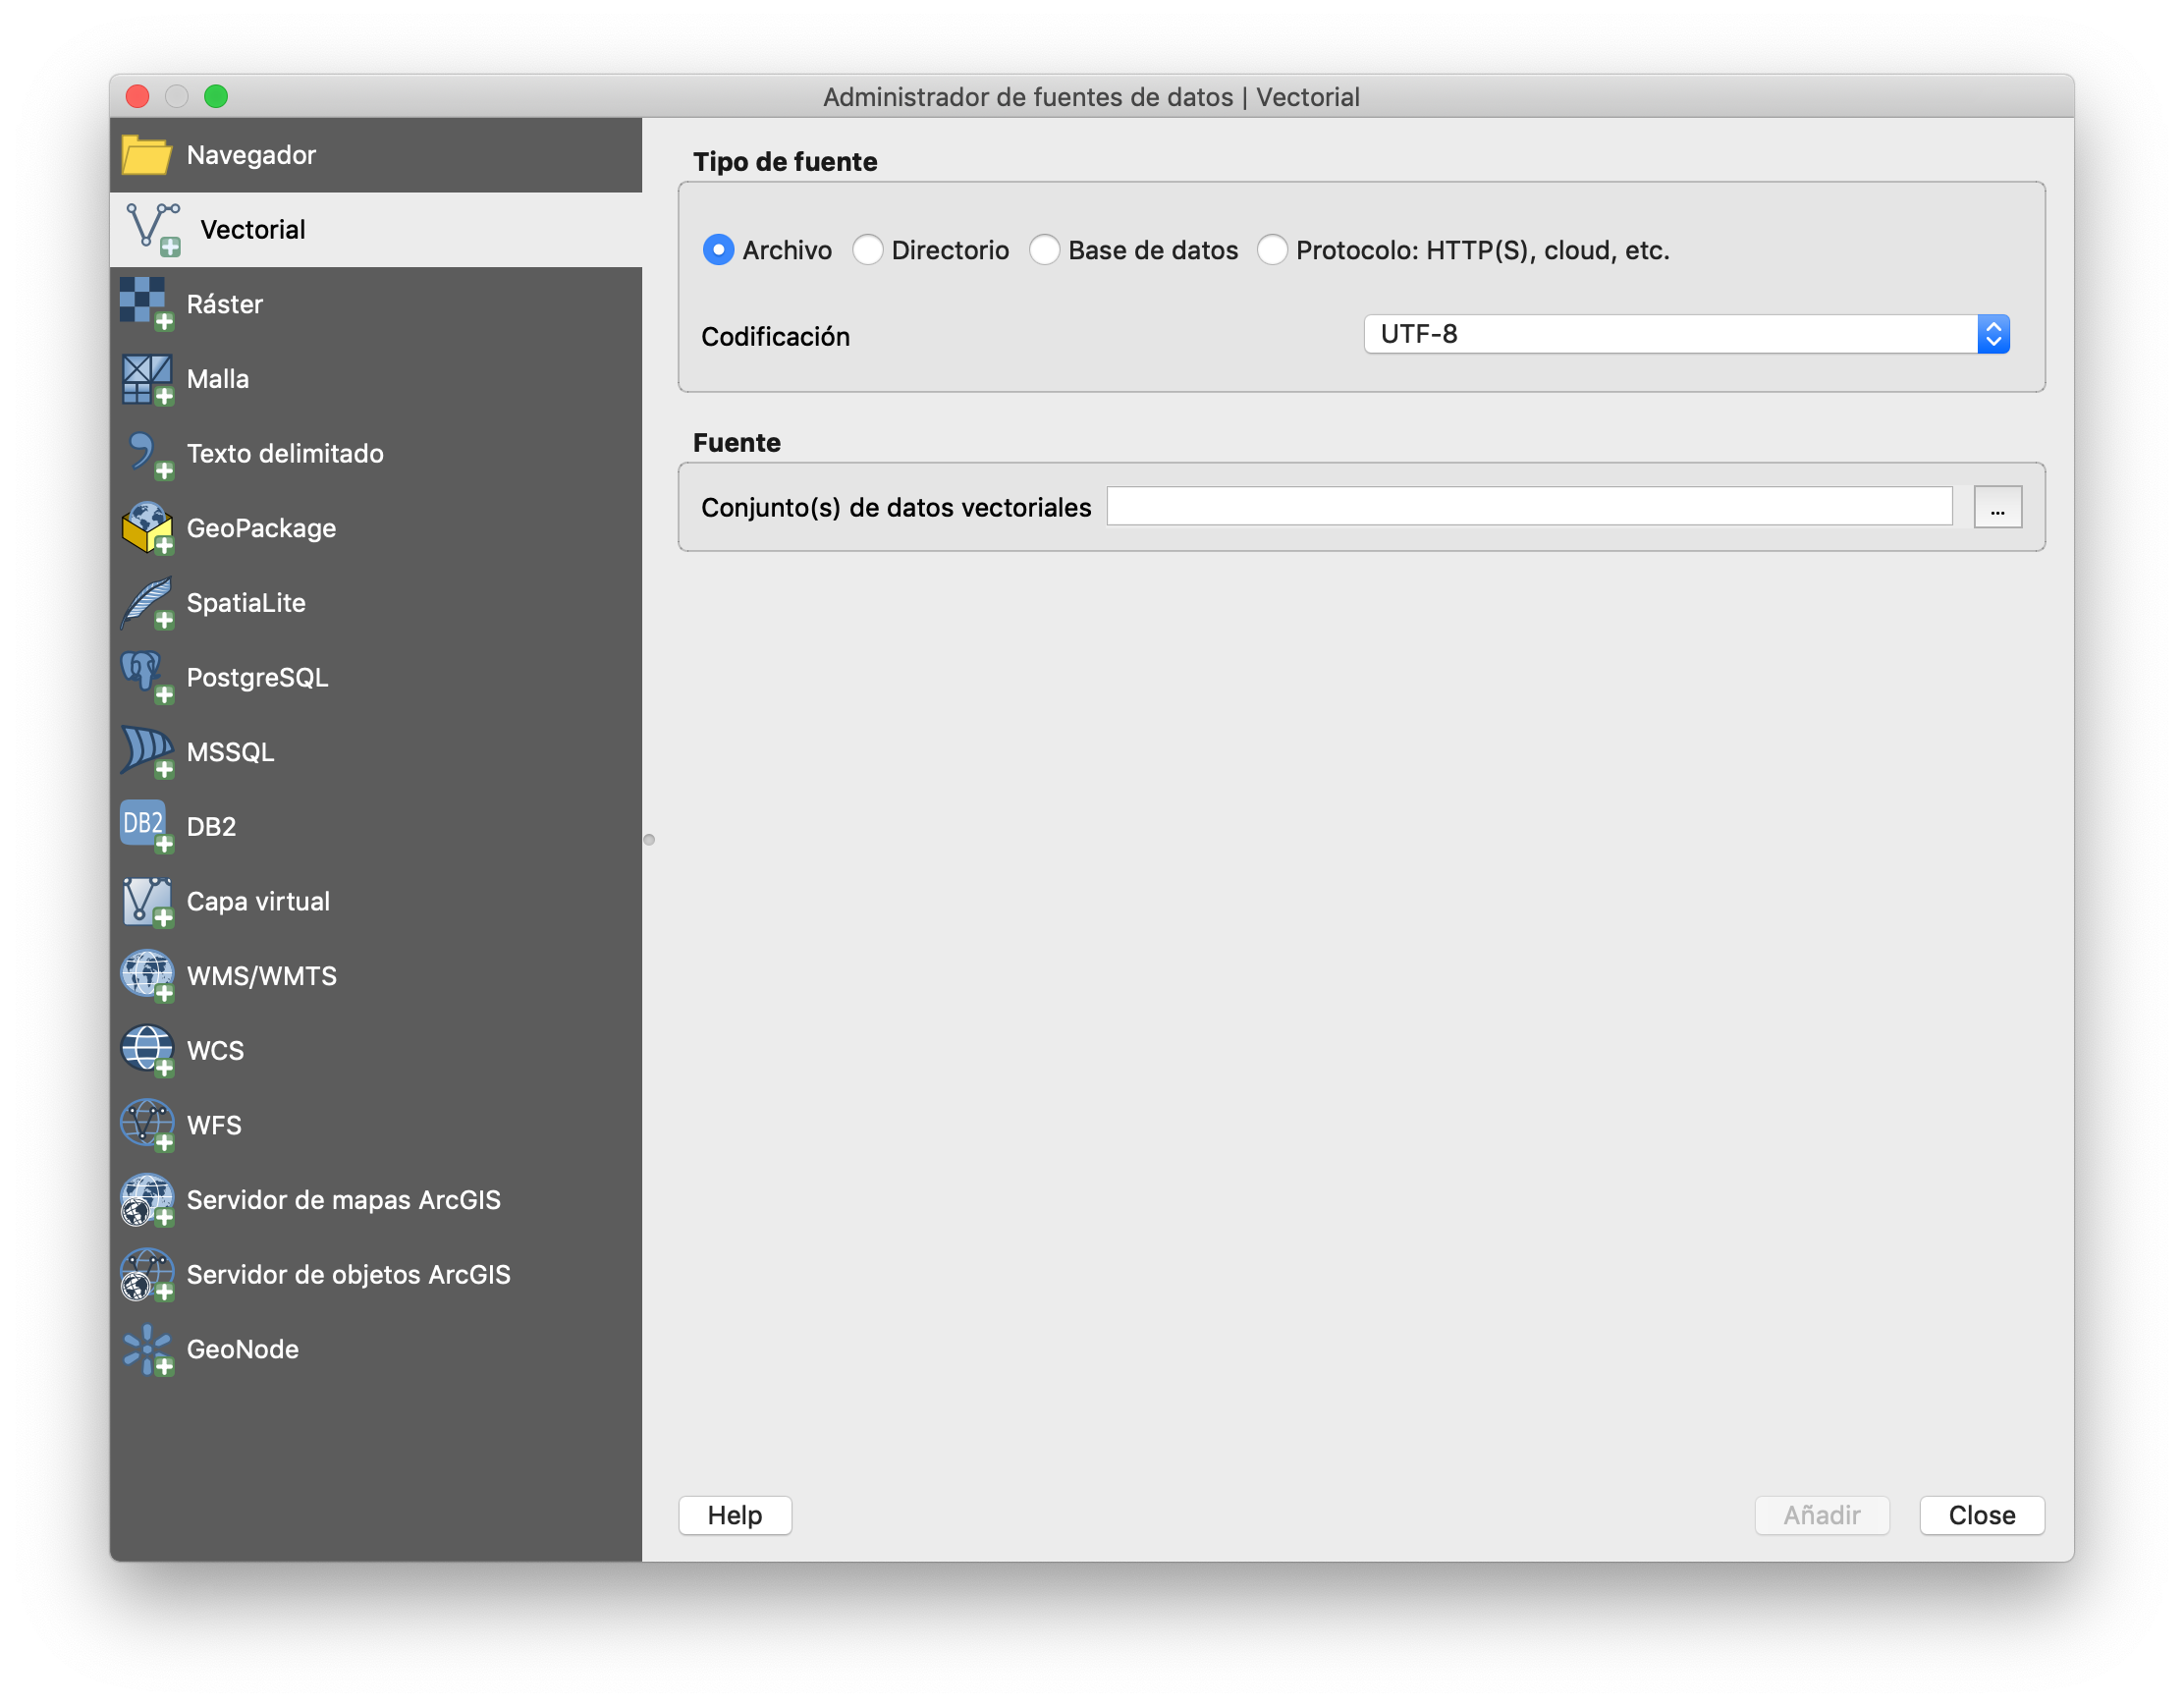 Administrador de fuentes de datos | Vectorial
Navegador
Vectorial
Ráster
Malla
Texto delimitado
GeoPackage
SpatiaLite
PostgreSQL
MSSQL
DB2
DB2
Capa virtual
WMS/WMTS
WCS
WFS
Servidor de mapas ArcGIS
Servidor de objetos ArcGIS
GeoNode
Tipo de fuente
Archivo Directorio Base de datos Protocolo: HTTP(S), cloud, etc.
Codificación UTF-8
Fuente
Conjunto(s) de datos vectoriales ...
Help Añadir Close